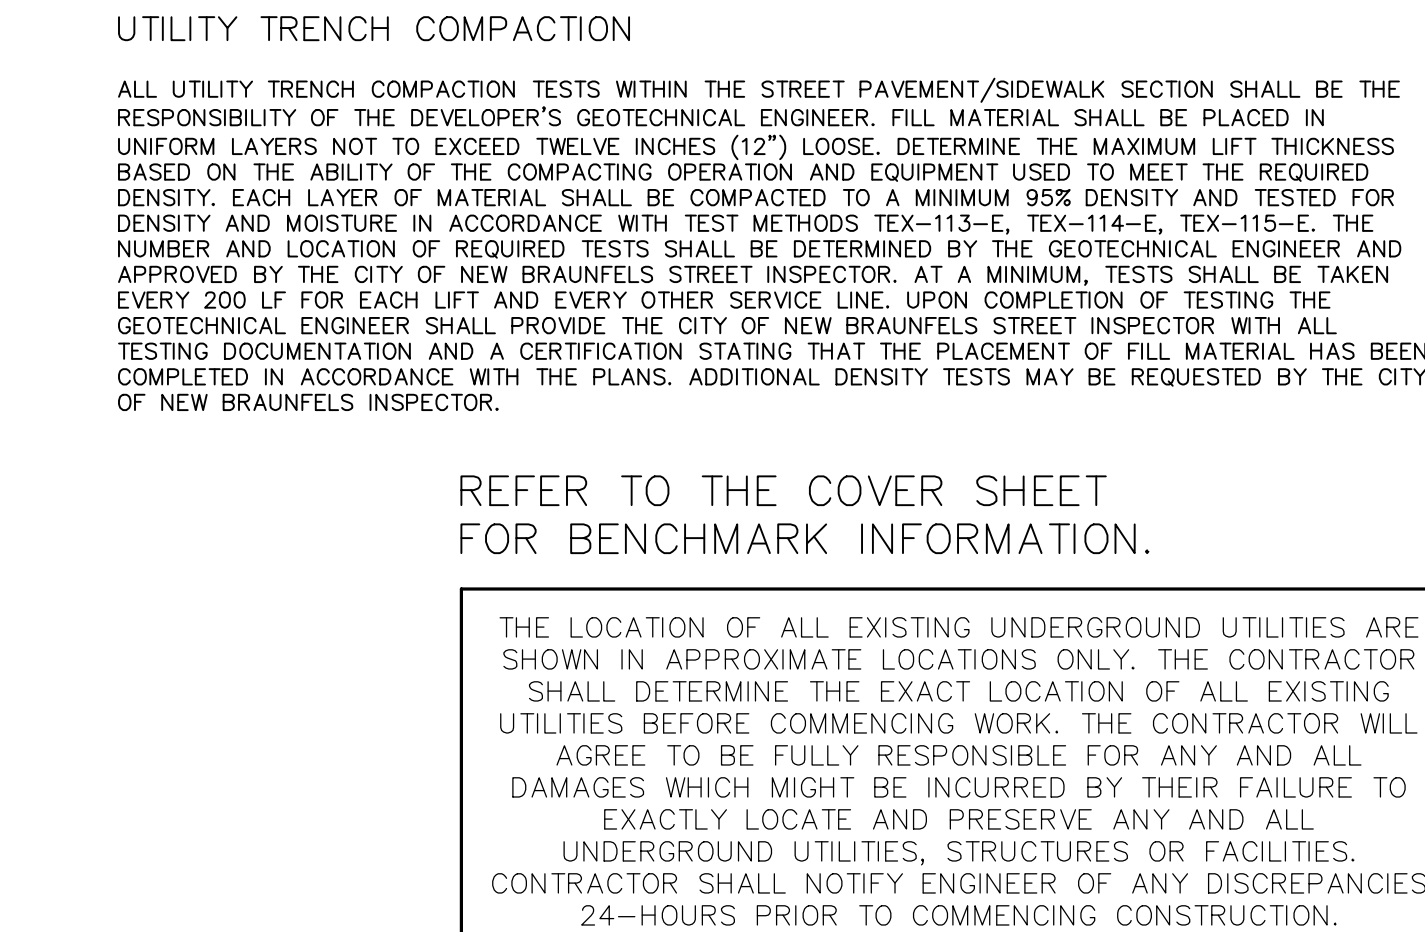 UTILITY TRENCH COMPACTION
ALL UTILITY TRENCH COMPACTION TESTS WITHIN THE STREET PAVEMENT/SIDEWALK SECTION SHALL BE THE
RESPONSIBILITY OF THE DEVELOPER'S GEOTECHNICAL ENGINEER. FILL MATERIAL SHALL BE PLACED IN
UNIFORM LAYERS NOT TO EXCEED TWELVE INCHES (12") LOOSE. DETERMINE THE MAXIMUM LIFT THICKNESS
BASED ON THE ABILITY OF THE COMPACTING OPERATION AND EQUIPMENT USED TO MEET THE REQUIRED
DENSITY. EACH LAYER OF MATERIAL SHALL BE COMPACTED TO A MINIMUM 95% DENSITY AND TESTED FOR
DENSITY AND MOISTURE IN ACCORDANCE WITH TEST METHODS TEX-113-E, TEX-114-E, TEX-115-E. THE
NUMBER AND LOCATION OF REQUIRED TESTS SHALL BE DETERMINED BY THE GEOTECHNICAL ENGINEER AND
APPROVED BY THE CITY OF NEW BRAUNFELS STREET INSPECTOR. AT A MINIMUM, TESTS SHALL BE TAKEN
EVERY 200 LF FOR EACH LIFT AND EVERY OTHER SERVICE LINE. UPON COMPLETION OF TESTING THE
GEOTECHNICAL ENGINEER SHALL PROVIDE THE CITY OF NEW BRAUNFELS STREET INSPECTOR WITH ALL
TESTING DOCUMENTATION AND A CERTIFICATION STATING THAT THE PLACEMENT OF FILL MATERIAL HAS BEEN
COMPLETED IN ACCORDANCE WITH THE PLANS. ADDITIONAL DENSITY TESTS MAY BE REQUESTED BY THE CITY
OF NEW BRAUNFELS INSPECTOR.
REFER TO THE COVER SHEET
FOR BENCHMARK INFORMATION.
THE LOCATION OF ALL EXISTING UNDERGROUND UTILITIES ARE
SHOWN IN APPROXIMATE LOCATIONS ONLY. THE CONTRACTOR
SHALL DETERMINE THE EXACT LOCATION OF ALL EXISTING
UTILITIES BEFORE COMMENCING WORK. THE CONTRACTOR WILL
AGREE TO BE FULLY RESPONSIBLE FOR ANY AND ALL
DAMAGES WHICH MIGHT BE INCURRED BY THEIR FAILURE TO
EXACTLY LOCATE AND PRESERVE ANY AND ALL
UNDERGROUND UTILITIES, STRUCTURES OR FACILITIES.
CONTRACTOR SHALL NOTIFY ENGINEER OF ANY DISCREPANCIES
24-HOURS PRIOR TO COMMENCING CONSTRUCTION.